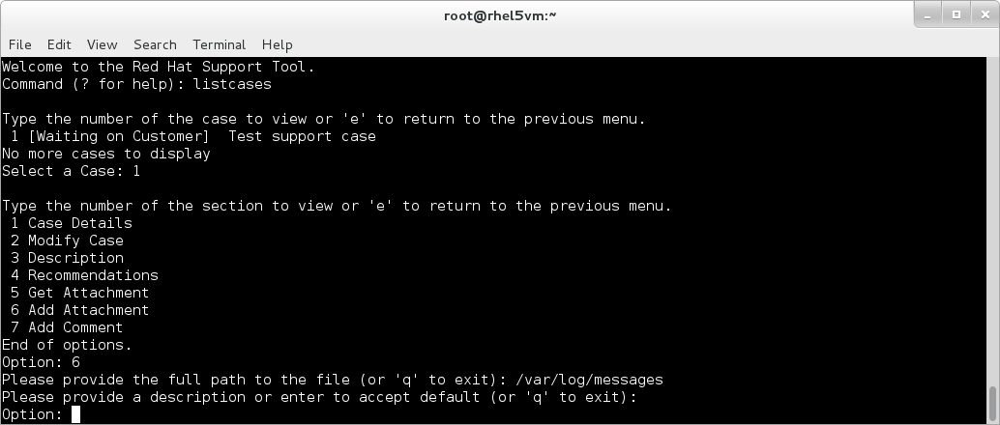 root@rhel5vm:~
File Edit View Search Terminal Help
Welcome to the Red Hat Support Tool.
Command (? for help): listcases
Type the number of the case to view or 'e' to return to the previous menu.
1 [Waiting on Customer]  Test support case
No more cases to display
Select a Case: 1
Type the number of the section to view or 'e' to return to the previous menu.
1 Case Details
2 Modify Case
3 Description
4 Recommendations
5 Get Attachment
6 Add Attachment
7 Add Comment
End of options.
Option: 6
Please provide the full path to the file (or 'q' to exit): /var/log/messages
Please provide a description or enter to accept default (or 'q' to exit):
Option: